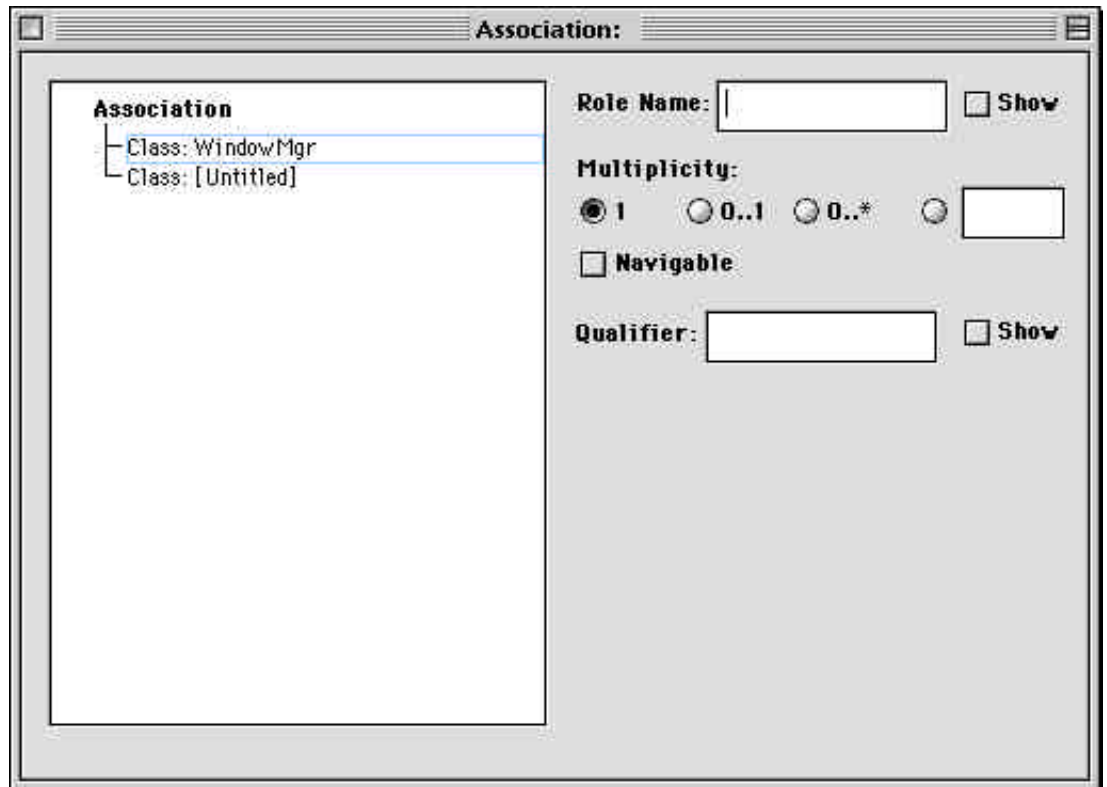 Association:
Association
Class: WindowMgr
Class: [Untitled]
Role Name: Show
Multiplicity:
1 0..1 0..*
Navigable
Qualifier: Show